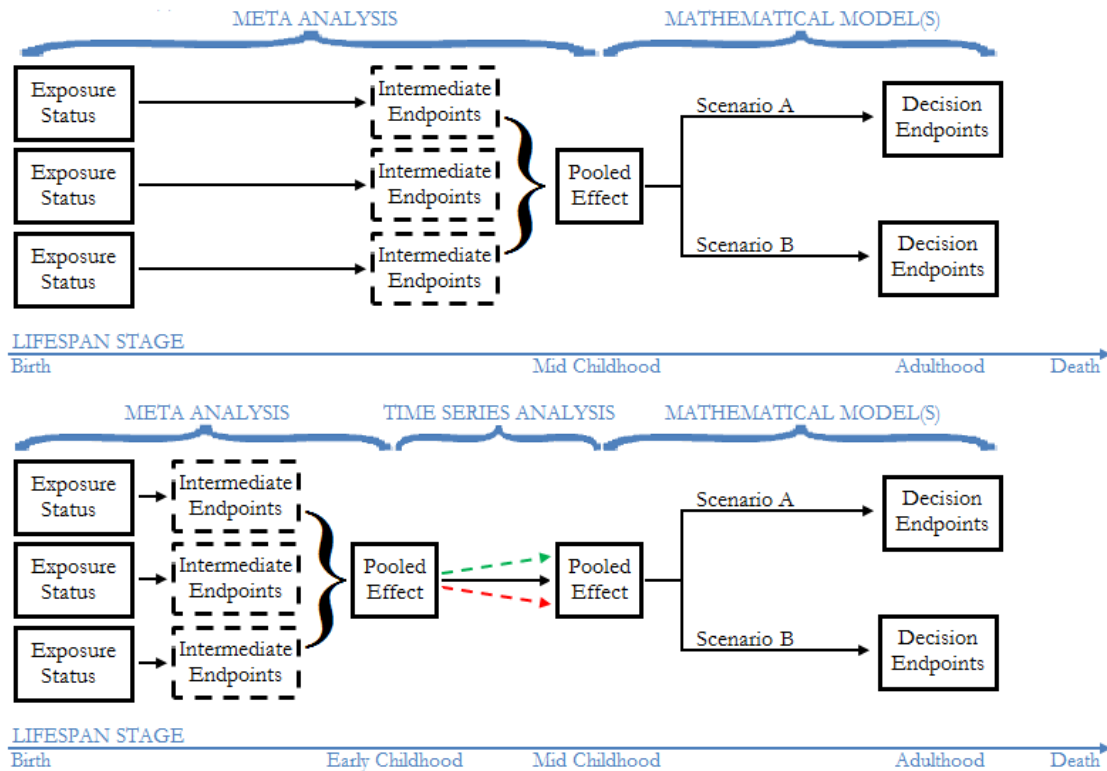 META ANALYSIS
MATHEMATICAL MODEL(S)
Exposure
Status
Intermediate
Endpoints
Scenario A
Decision
Endpoints
Exposure
Status
Intermediate
Endpoints
Pooled
Effect
Exposure
Status
Intermediate
Endpoints
Scenario B
Decision
Endpoints
LIFESPAN STAGE
Birth
Mid Childhood
Adulthood
Death
META ANALYSIS
TIME SERIES ANALYSIS
MATHEMATICAL MODEL(S)
Exposure
Status
Intermediate
Endpoints
Scenario A
Decision
Endpoints
Exposure
Status
Intermediate
Endpoints
Pooled
Effect
Pooled
Effect
Exposure
Status
Intermediate
Endpoints
Scenario B
Decision
Endpoints
LIFESPAN STAGE
Birth
Early Childhood
Mid Childhood
Adulthood
Death